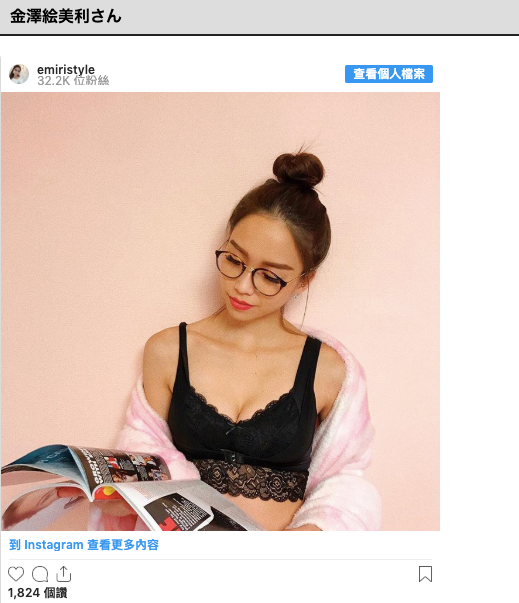 金澤絵美利さん
emiristyle
32.2K 位粉絲
查看個人檔案
到 Instagram 查看更多內容
1,824 個讚